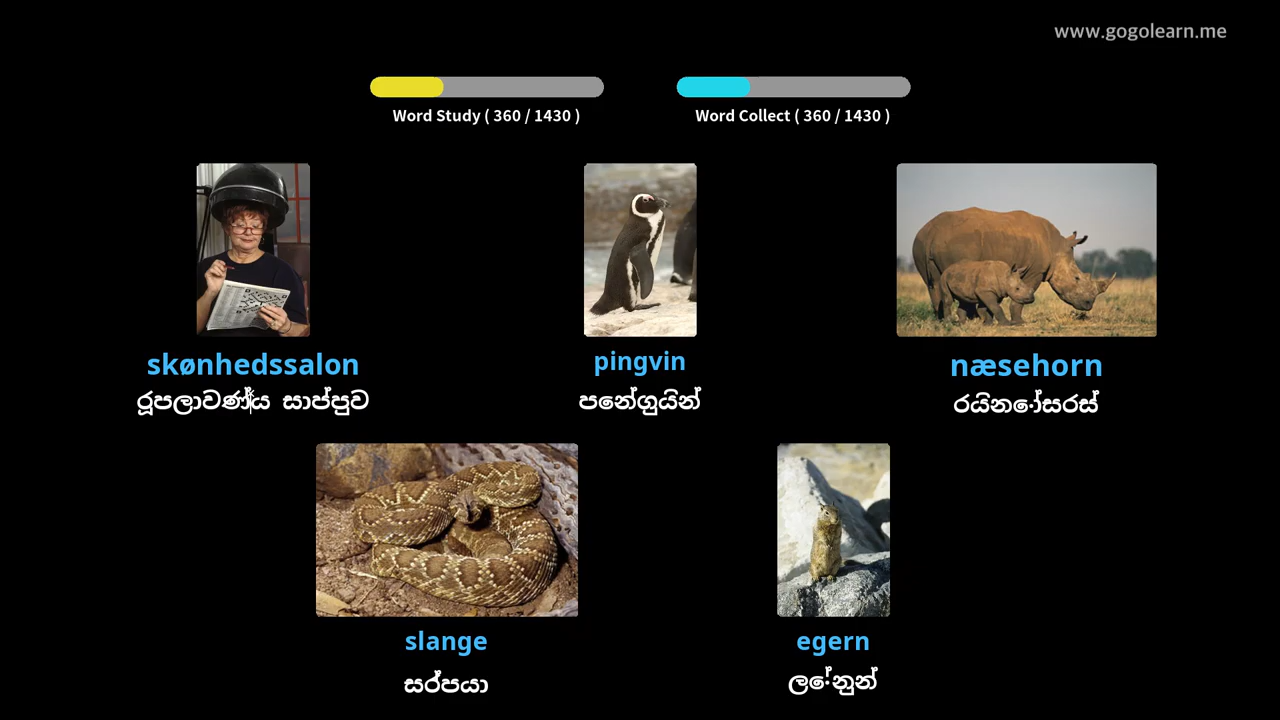 www.gogolearn.me
Word Study ( 360 / 1430 )
Word Collect ( 360 / 1430 )
skønhedssalon
රූපලාවණ්‍ය සාප්පුව
pingvin
පෙන්ගුයින්
næsehorn
රයිනෝසරස්
slange
සර්පයා
egern
ලේනුන්